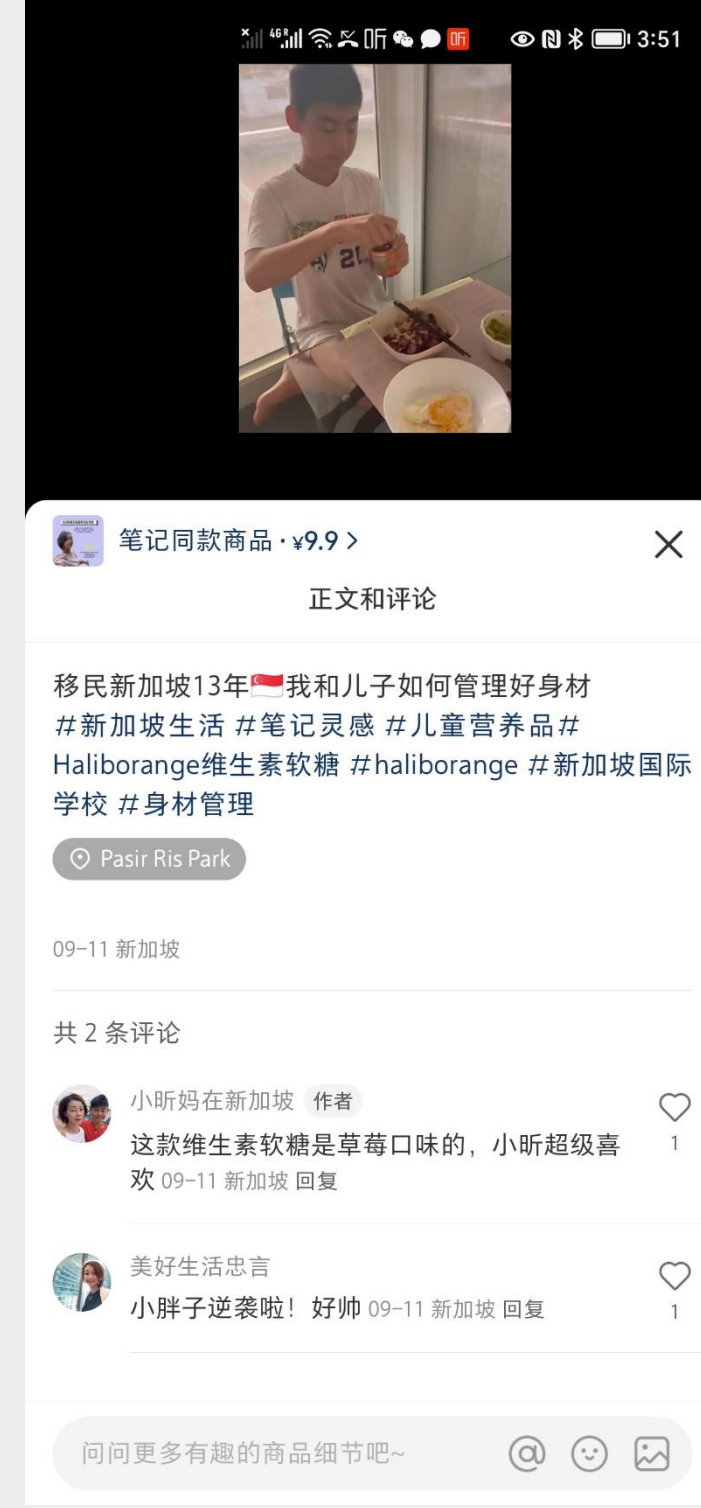 4G R 听 听 3:51
21
笔记同款商品·¥9.9 >
正文和评论
移民新加坡13年🇸🇬我和儿子如何管理好身材
#新加坡生活 #笔记灵感 #儿童营养品#
Haliborange维生素软糖 #haliborange #新加坡国际
学校 #身材管理
Pasir Ris Park
09-11 新加坡
共 2 条评论
小昕妈在新加坡 作者
这款维生素软糖是草莓口味的，小昕超级喜
欢 09-11 新加坡 回复
1
美好生活忠言
小胖子逆袭啦！好帅 09-11 新加坡 回复
1
问问更多有趣的商品细节吧~